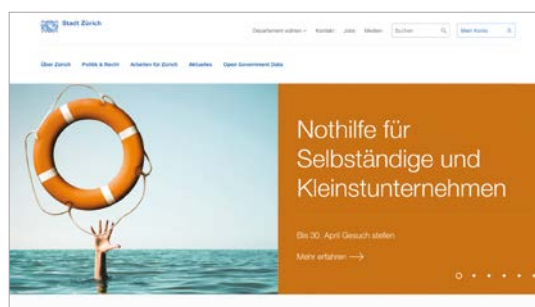 Stadt Zürich
Departement wählen Kontakt Jobs Medien Suchen Mein Konto
Über Zürich Politik & Recht Arbeiten für Zürich Aktuelles Open Government Data
Nothilfe für
Selbständige und
Kleinstunternehmen
Bis 30. April Gesuch stellen
Mehr erfahren →